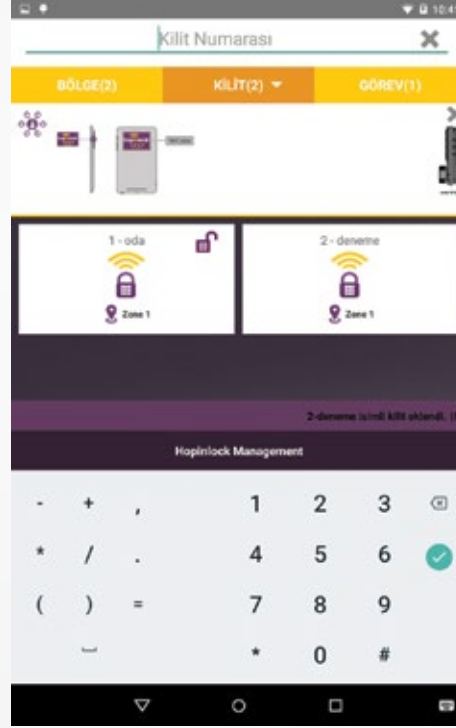 10:4
Kilit Numarası
BÖLGE(2) KİLİT(2) GÖREV(1)
1 - oda 2 - deneme
Zone 1 Zone 1
2-deneme isimli kilit eklendi. (
Hopinlock Management
- + , 1 2 3
* / . 4 5 6
( ) = 7 8 9
* 0 #